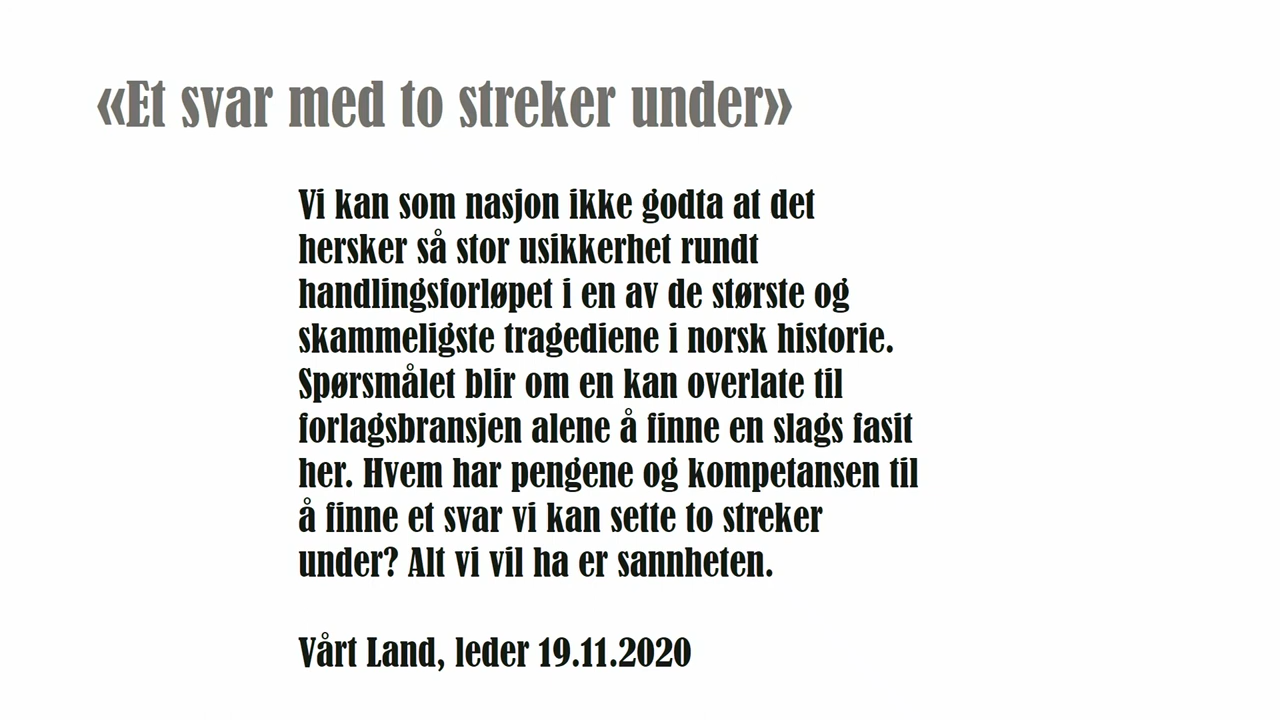 «Et svar med to streker under»
Vi kan som nasjon ikke godta at det
hersker så stor usikkerhet rundt
handlingsforløpet i en av de største og
skammeligste tragediene i norsk historie.
Spørsmålet blir om en kan overlate til
forlagsbransjen alene å finne en slags fasit
her. Hvem har pengene og kompetansen til
å finne et svar vi kan sette to streker
under? Alt vi vil ha er sannheten.
Vårt Land, leder 19.11.2020